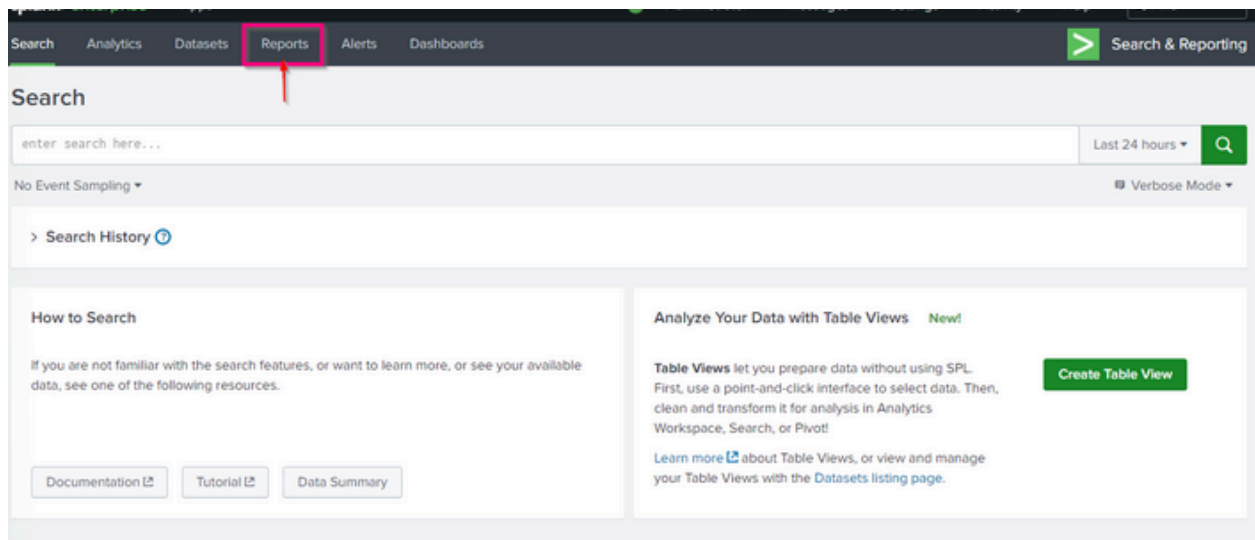 Search Analytics Datasets Reports Alerts Dashboards Search & Reporting
Search
enter search here...
Last 24 hours
No Event Sampling
Verbose Mode
Search History ?
How to Search
If you are not familiar with the search features, or want to learn more, or see your available
data, see one of the following resources.
Documentation
Tutorial
Data Summary
Analyze Your Data with Table Views New!
Table Views let you prepare data without using SPL.
First, use a point-and-click interface to select data. Then,
clean and transform it for analysis in Analytics
Workspace, Search, or Pivot!
Create Table View
Learn more about Table Views, or view and manage
your Table Views with the Datasets listing page.